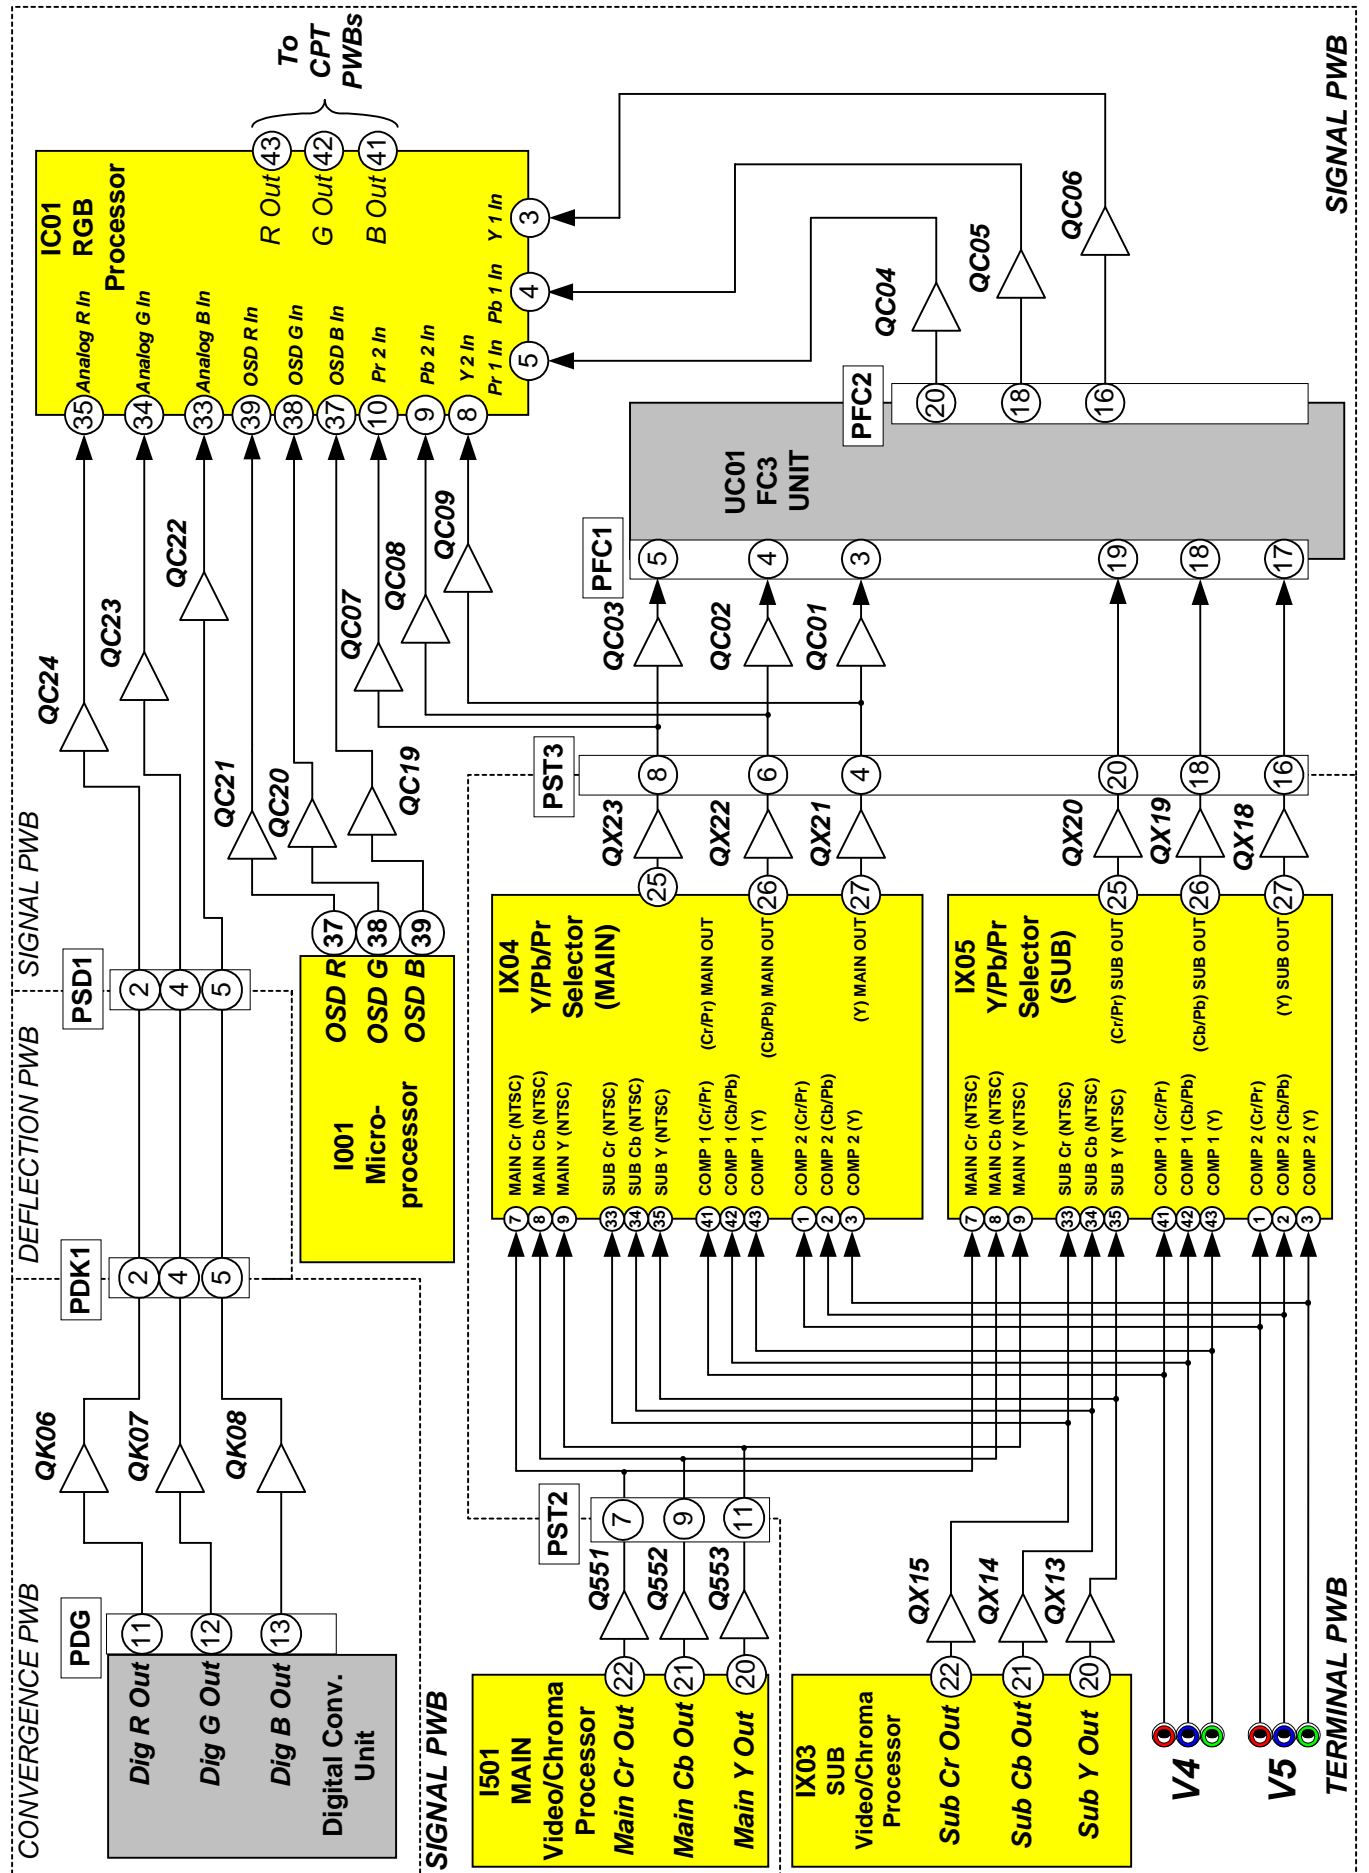 CONVERGENCE PWB
DEFLECTION PWB
SIGNAL PWB
PDG
Dig R Out
11
Dig G Out
12
Dig B Out
13
Digital Conv.
Unit
QK06
QK07
QK08
PDK1
2
4
5
PSD1
2
4
5
QC24
QC23
QC22
QC21
QC20
QC19
QC07
QC08
QC09
I001
Micro-
processor
OSD R
37
OSD G
38
OSD B
39
IC01
RGB
Processor
35
Analog R In
34
Analog G In
33
Analog B In
39
OSD R In
38
OSD G In
37
OSD B In
10
Pr 2 In
9
Pb 2 In
8
Y 2 In
5
Pr 1 In
4
Pb 1 In
3
Y 1 In
R Out
43
G Out
42
B Out
41
To
CPT
PWBs
SIGNAL PWB
I501
MAIN
Video/Chroma
Processor
Main Cr Out
22
Main Cb Out
21
Main Y Out
20
Q551
Q552
Q553
PST2
7
9
11
IX04
Y/Pb/Pr
Selector
(MAIN)
7
MAIN Cr (NTSC)
8
MAIN Cb (NTSC)
9
MAIN Y (NTSC)
33
SUB Cr (NTSC)
34
SUB Cb (NTSC)
35
SUB Y (NTSC)
41
COMP 1 (Cr/Pr)
42
COMP 1 (Cb/Pb)
43
COMP 1 (Y)
1
COMP 2 (Cr/Pr)
2
COMP 2 (Cb/Pb)
3
COMP 2 (Y)
(Cr/Pr) MAIN OUT
25
(Cb/Pb) MAIN OUT
26
(Y) MAIN OUT
27
QX23
QX22
QX21
PST3
8
6
4
20
18
16
QC03
QC02
QC01
PFC1
5
4
3
19
18
17
UC01
FC3
UNIT
PFC2
20
18
16
QC04
QC05
QC06
IX03
SUB
Video/Chroma
Processor
Sub Cr Out
22
Sub Cb Out
21
Sub Y Out
20
QX15
QX14
QX13
IX05
Y/Pb/Pr
Selector
(SUB)
7
MAIN Cr (NTSC)
8
MAIN Cb (NTSC)
9
MAIN Y (NTSC)
33
SUB Cr (NTSC)
34
SUB Cb (NTSC)
35
SUB Y (NTSC)
41
COMP 1 (Cr/Pr)
42
COMP 1 (Cb/Pb)
43
COMP 1 (Y)
1
COMP 2 (Cr/Pr)
2
COMP 2 (Cb/Pb)
3
COMP 2 (Y)
(Cr/Pr) SUB OUT
25
(Cb/Pb) SUB OUT
26
(Y) SUB OUT
27
QX20
QX19
QX18
V4
V5
TERMINAL PWB
SIGNAL PWB